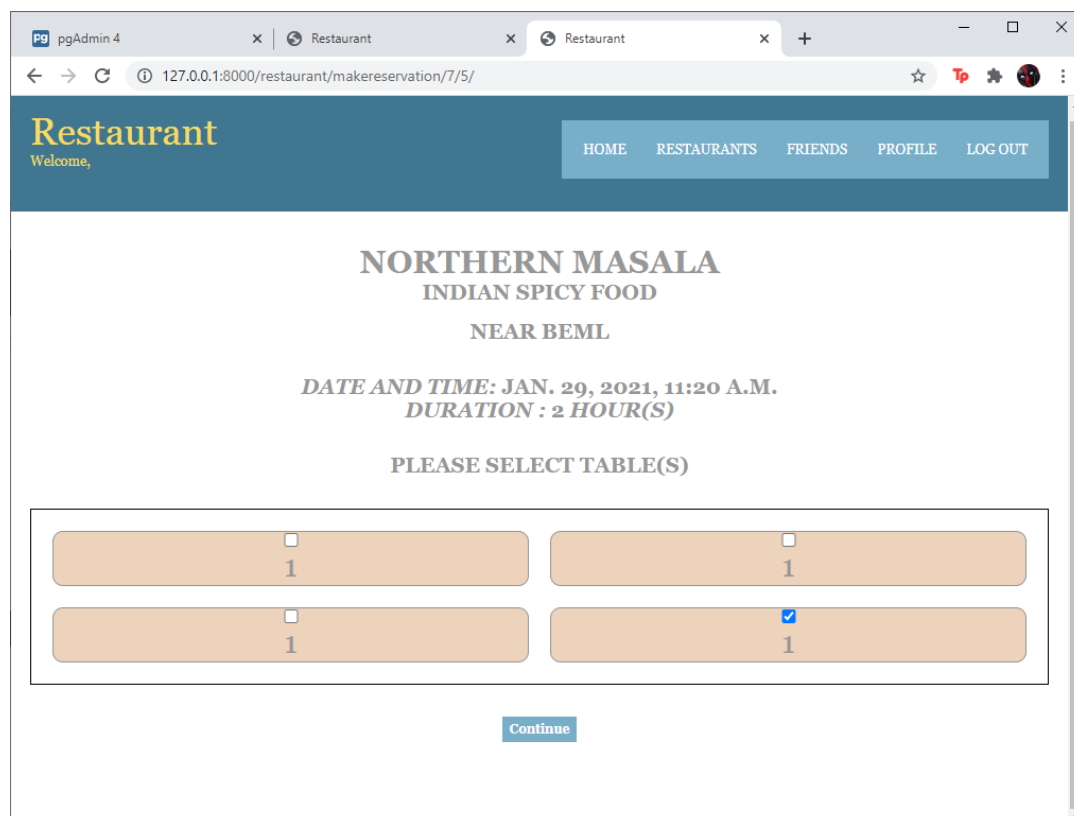 pgAdmin 4
Restaurant
Restaurant
127.0.0.1:8000/restaurant/makereservation/7/5/
Restaurant
Welcome,
HOME RESTAURANTS FRIENDS PROFILE LOG OUT
NORTHERN MASALA
INDIAN SPICY FOOD
NEAR BEML
DATE AND TIME: JAN. 29, 2021, 11:20 A.M.
DURATION : 2 HOUR(S)
PLEASE SELECT TABLE(S)
1
1
1
1
Continue